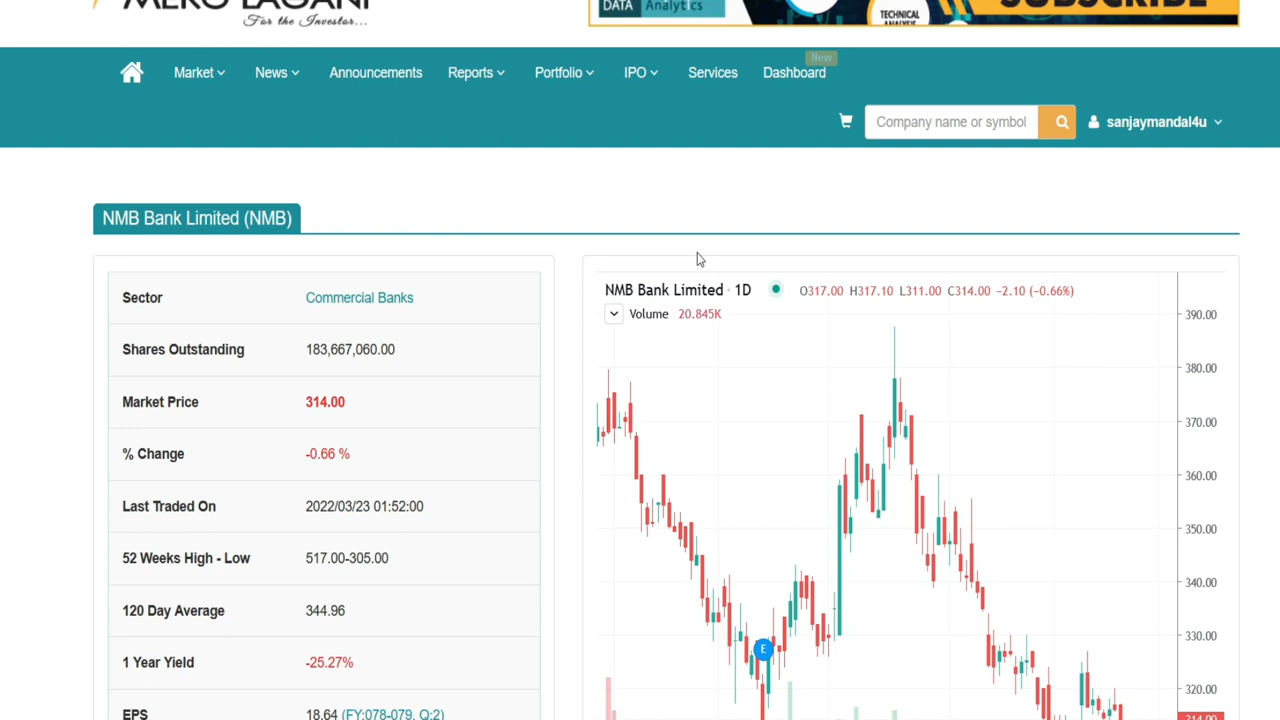 MERO LAGANI
For the Investor...
DATA Analytics
TECHNICAL
ANALYSIS
SUBSCRIBE
New
Market News Announcements Reports Portfolio IPO Services Dashboard
Company name or symbol sanjaymandal4u
NMB Bank Limited (NMB)
Sector Commercial Banks
Shares Outstanding 183,667,060.00
Market Price 314.00
% Change -0.66 %
Last Traded On 2022/03/23 01:52:00
52 Weeks High - Low 517.00-305.00
120 Day Average 344.96
1 Year Yield -25.27%
EPS 18.64 (FY:078-079, Q:2)
NMB Bank Limited · 1D O317.00 H317.10 L311.00 C314.00 −2.10 (−0.66%)
Volume 20.845K
390.00
380.00
370.00
360.00
350.00
340.00
330.00
320.00
314.00
E